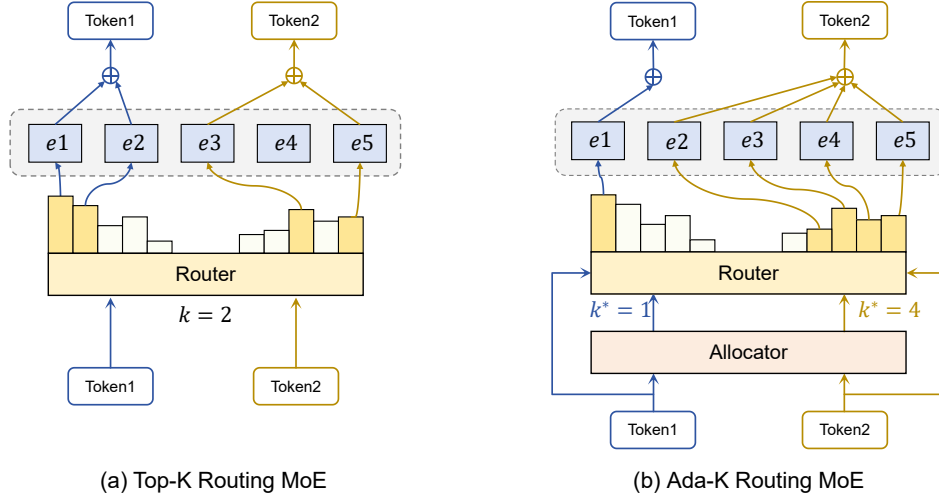 Token1
Token2
e1
e2
e3
e4
e5
Router
k = 2
Token1
Token2
(a) Top-K Routing MoE
Token1
Token2
e1
e2
e3
e4
e5
Router
k* = 1
k* = 4
Allocator
Token1
Token2
(b) Ada-K Routing MoE